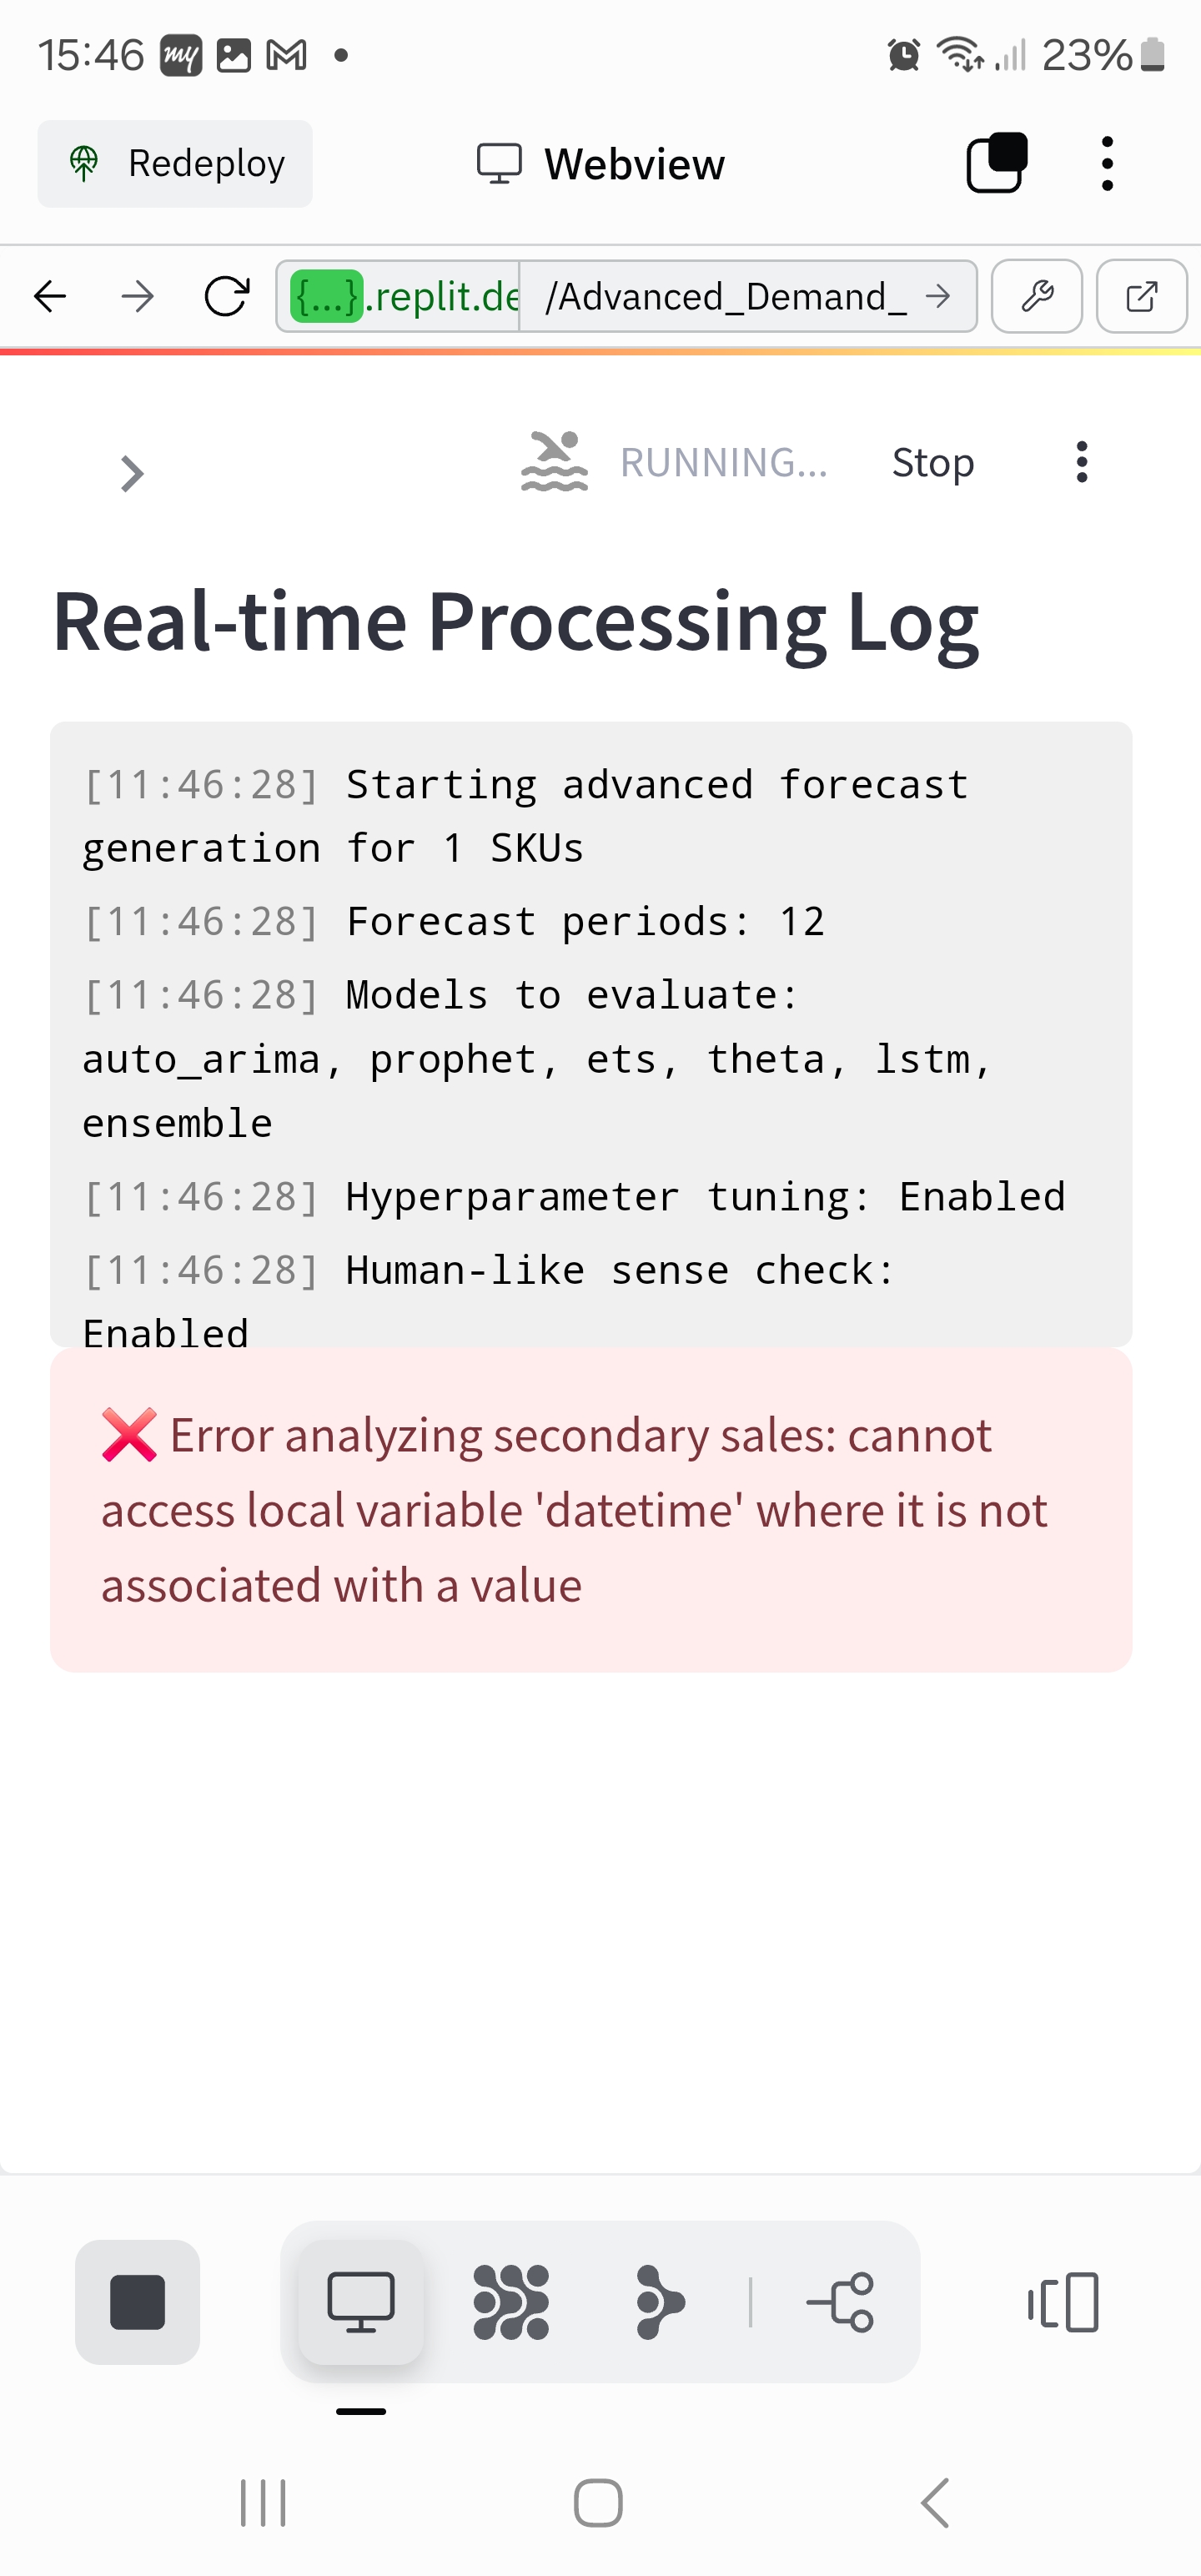 15:46 my 23%
Redeploy Webview
{...}.replit.de /Advanced_Demand_
RUNNING... Stop
Real-time Processing Log
[11:46:28] Starting advanced forecast
generation for 1 SKUs
[11:46:28] Forecast periods: 12
[11:46:28] Models to evaluate:
auto_arima, prophet, ets, theta, lstm,
ensemble
[11:46:28] Hyperparameter tuning: Enabled
[11:46:28] Human-like sense check:
Enabled
❌ Error analyzing secondary sales: cannot
access local variable 'datetime' where it is not
associated with a value